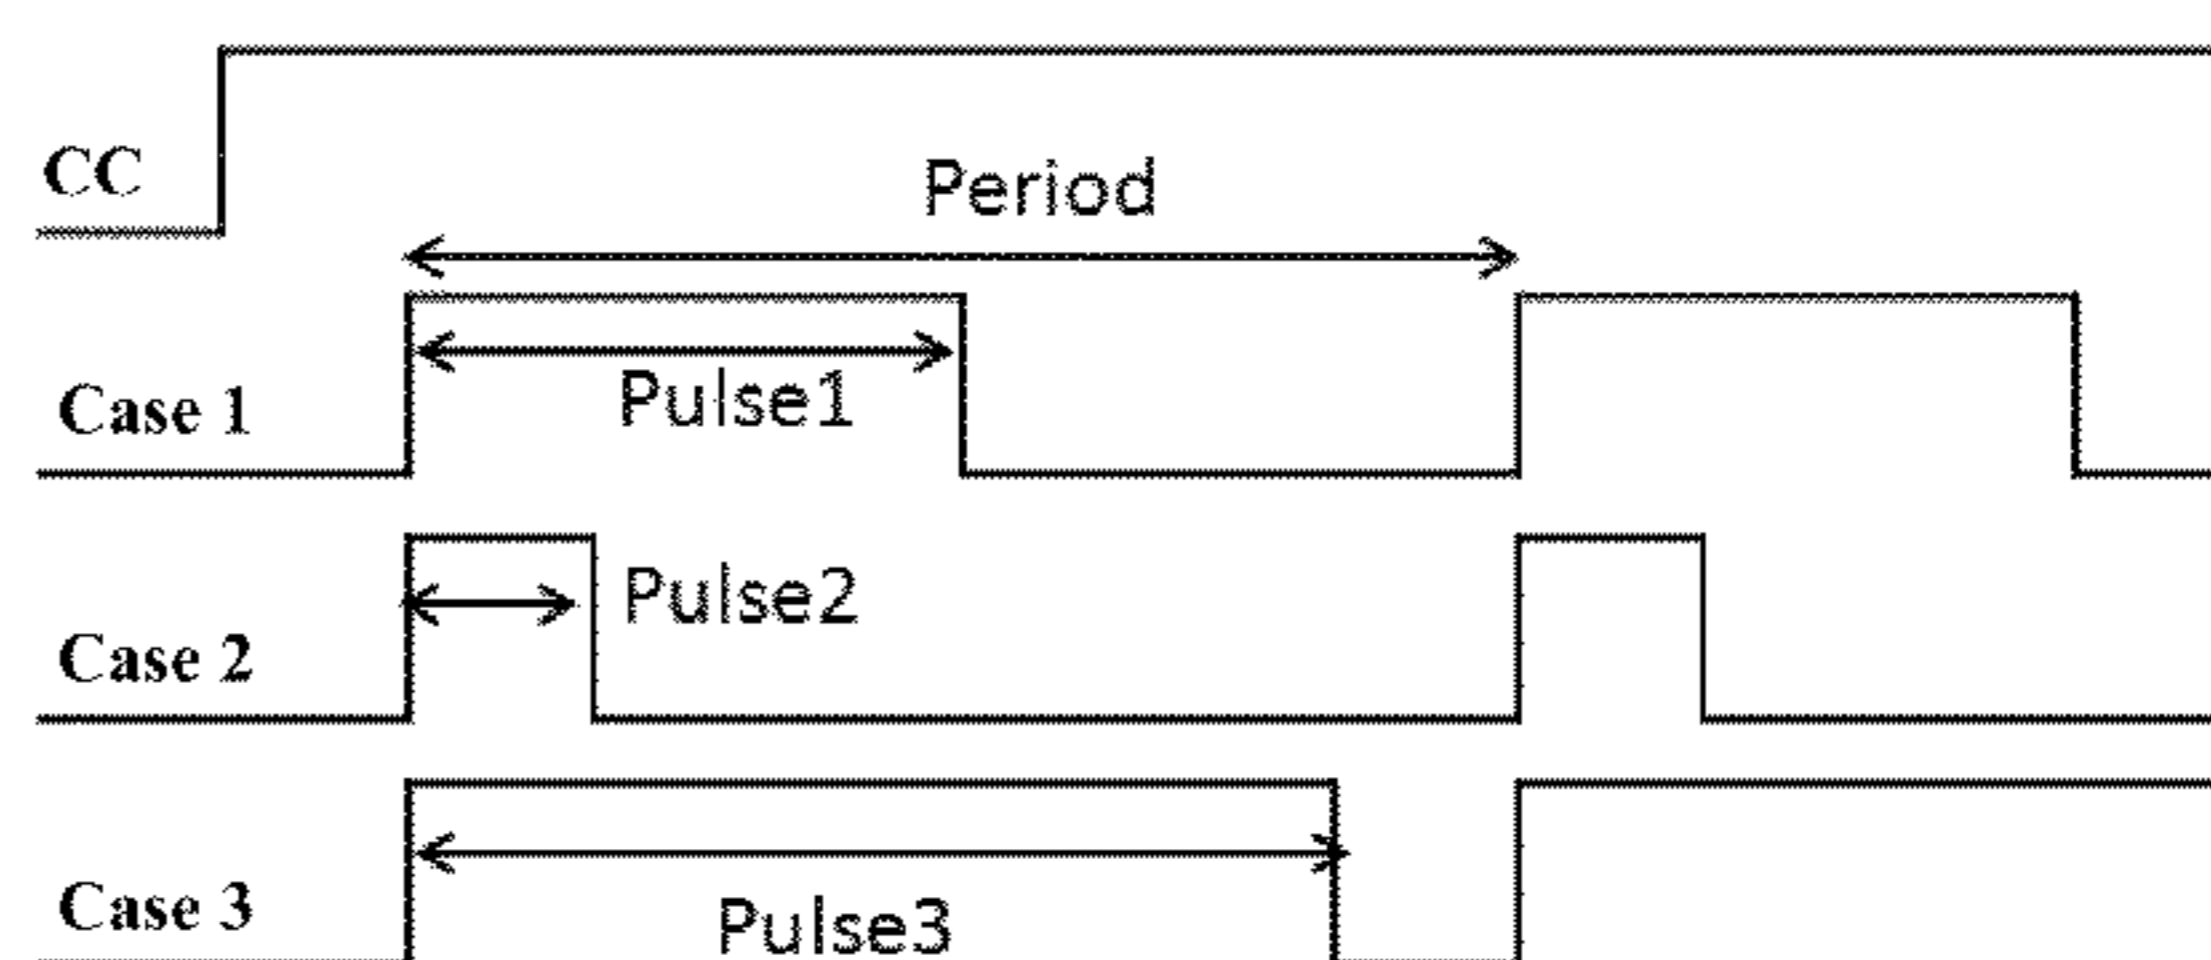 CC
Period
Pulse1
Case 1
Pulse2
Case 2
Case 3
Pulse3